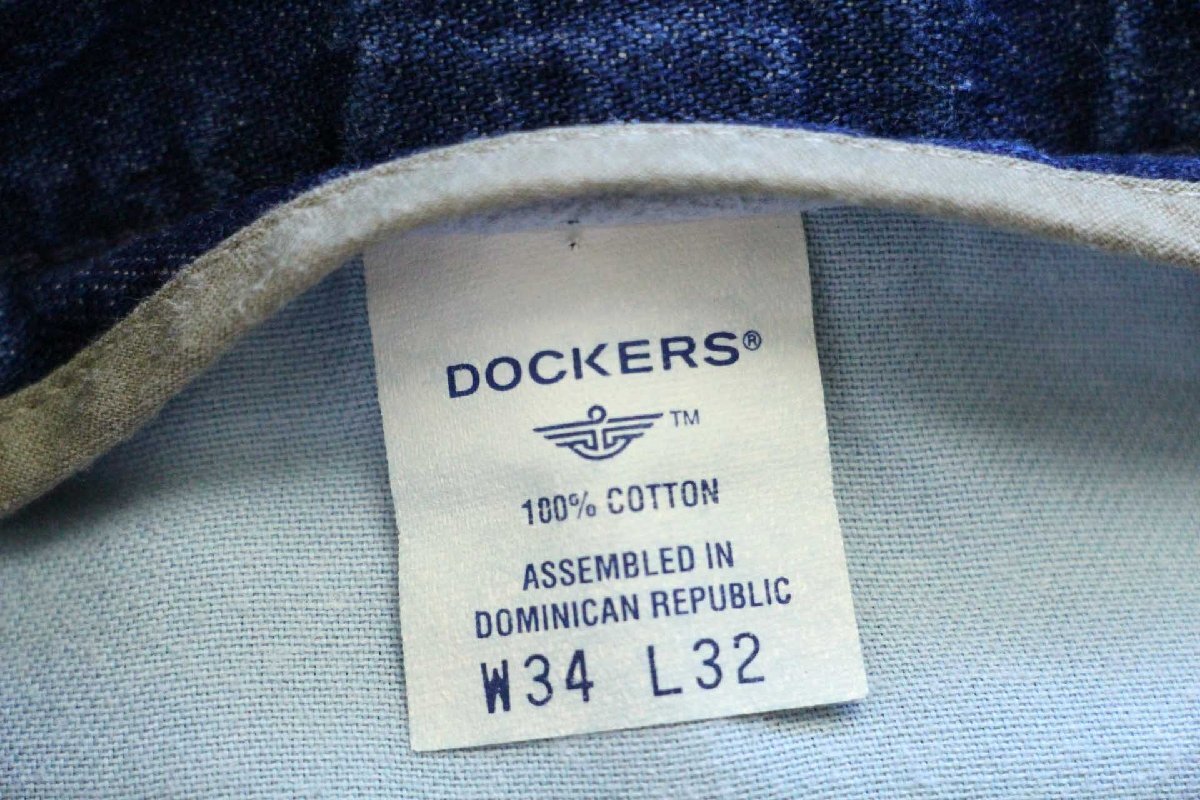 DOCKERS®
TM
100% COTTON
ASSEMBLED IN
DOMINICAN REPUBLIC
W34 L32